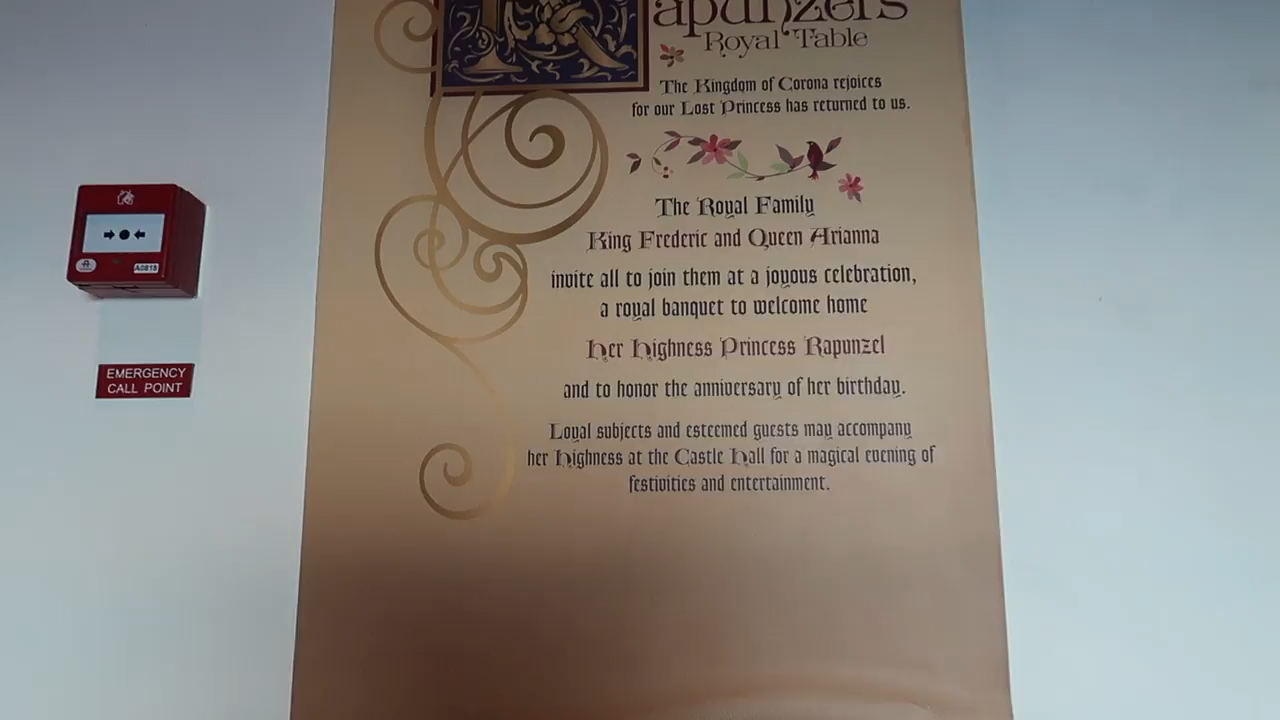 Rapunzel's
Royal Table
The Kingdom of Corona rejoices
for our Lost Princess has returned to us.
The Royal Family
King Frederic and Queen Arianna
invite all to join them at a joyous celebration,
a royal banquet to welcome home
Her Highness Princess Rapunzel
and to honor the anniversary of her birthday.
Loyal subjects and esteemed guests may accompany
her Highness at the Castle Hall for a magical evening of
festivities and entertainment.
A0818
EMERGENCY
CALL POINT